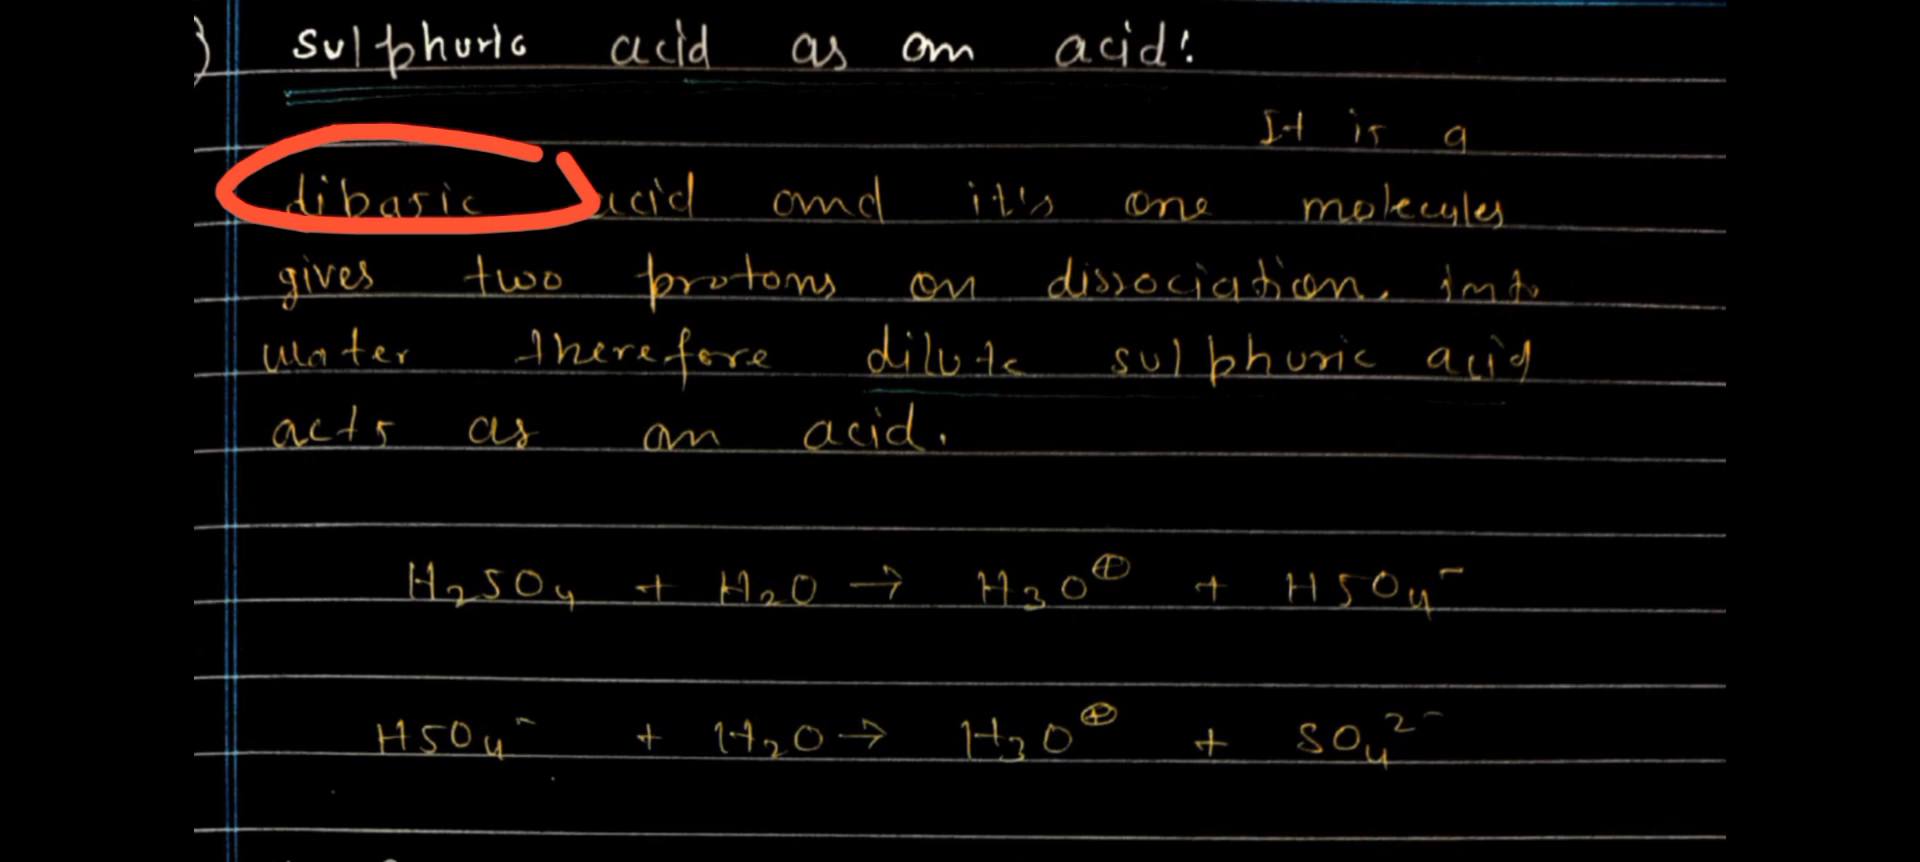 ) sulphuric acid as an acid:
It is a
dibasic acid and it's one molecules
gives two protons on dissociation. into
water therefore dilute sulphuric acid
acts as an acid.
H₂SO₄ + H₂O → H₃O⊕ + HSO₄⁻
HSO₄⁻ + H₂O → H₃O⊕ + SO₄²⁻